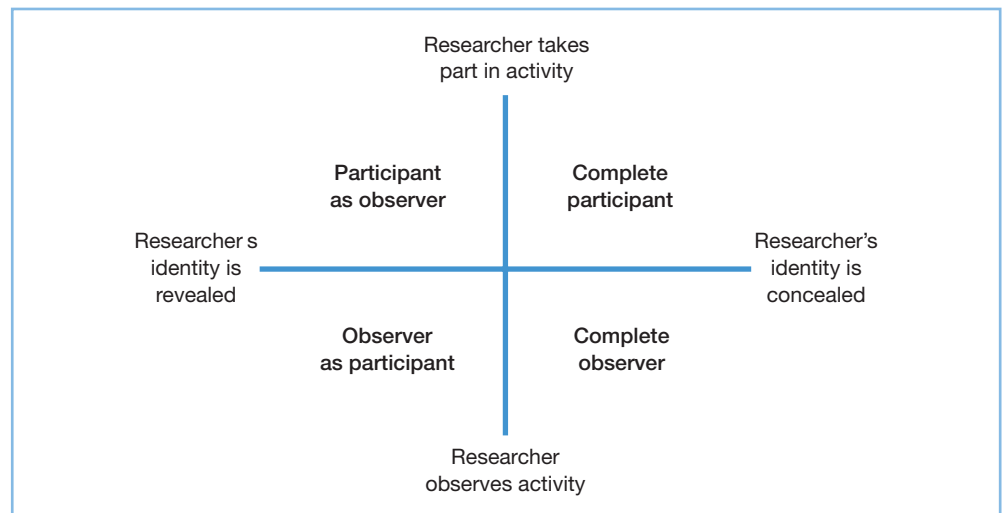 Researcher takes
part in activity
Participant
as observer
Complete
participant
Researcher s
identity is
revealed
Researcher's
identity is
concealed
Observer
as participant
Complete
observer
Researcher
observes activity